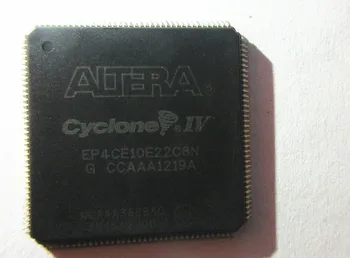 ALTERA®
Cyclone® IV
EP4CE10E22C8N
G CCAAA1219A